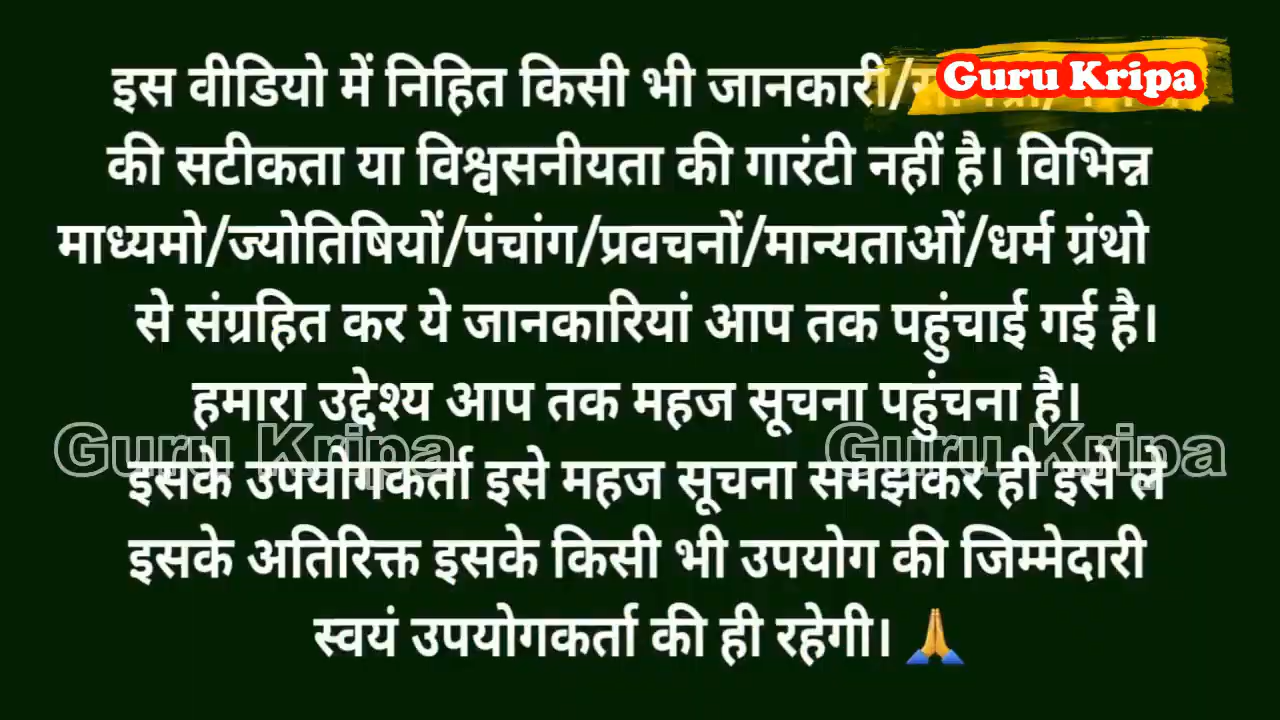 Guru Kripa
इस वीडियो में निहित किसी भी जानकारी/
की सटीकता या विश्वसनीयता की गारंटी नहीं है। विभिन्न
माध्यमो/ज्योतिषियों/पंचांग/प्रवचनों/मान्यताओं/धर्म ग्रंथो
से संग्रहित कर ये जानकारियां आप तक पहुंचाई गई है।
हमारा उद्देश्य आप तक महज सूचना पहुंचना है।
Guru Kripa Guru Kripa
इसके उपयोगकर्ता इसे महज सूचना समझकर ही इसे ले
इसके अतिरिक्त इसके किसी भी उपयोग की जिम्मेदारी
स्वयं उपयोगकर्ता की ही रहेगी। 🙏